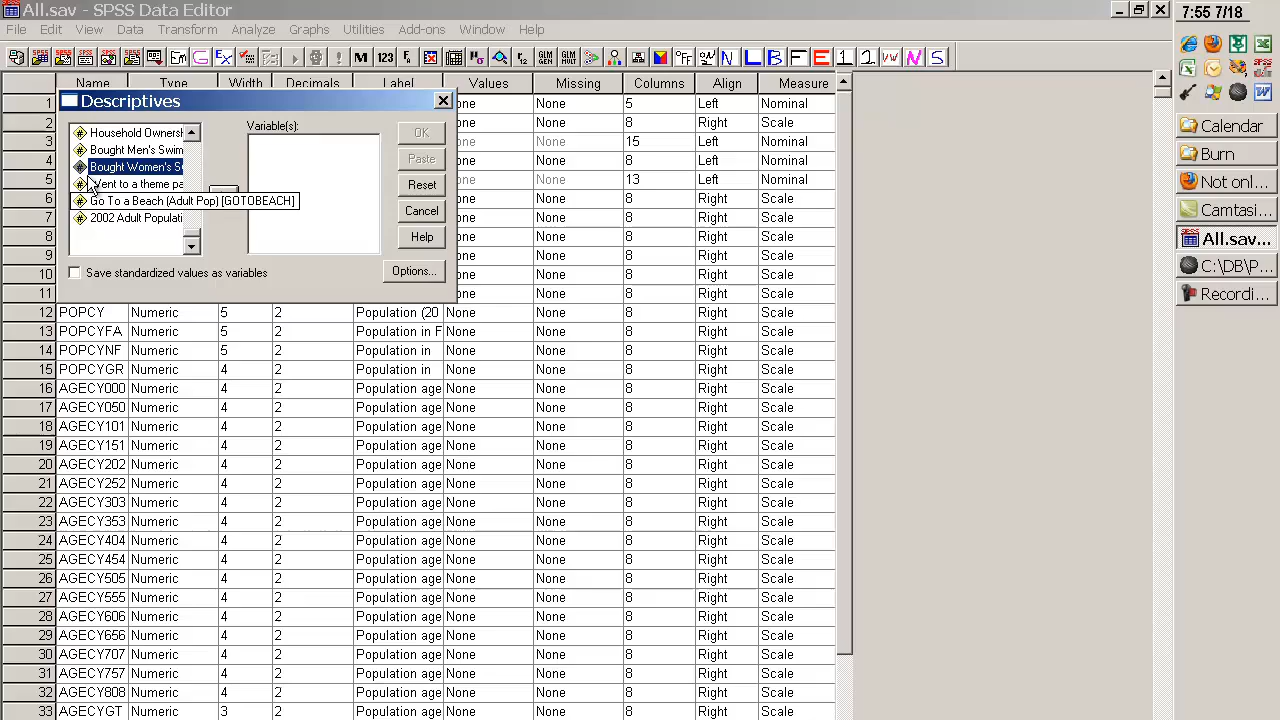 All.sav - SPSS Data Editor
7:55 7/18
File Edit View Data Transform Analyze Graphs Utilities Add-ons Window Help
Name Type Width Decimals Label Values Missing Columns Align Measure
Descriptives
Household Ownersh
Bought Men's Swim
Bought Women's S
Went to a theme pa
Go To a Beach (Adult Pop) [GOTOBEACH]
2002 Adult Populati
Variable(s):
OK
Paste
Reset
Cancel
Help
Options...
Save standardized values as variables
1 one None 5 Left Nominal
2 one None 8 Right Scale
3 one None 15 Left Nominal
4 one None 8 Left Nominal
5 one None 13 Left Nominal
6 one None 8 Right Scale
7 one None 8 Right Scale
8 one None 8 Right Scale
9 one None 8 Right Scale
10 one None 8 Right Scale
11 one None 8 Right Scale
12 POPCY Numeric 5 2 Population (20 None None 8 Right Scale
13 POPCYFA Numeric 5 2 Population in F None None 8 Right Scale
14 POPCYNF Numeric 5 2 Population in None None 8 Right Scale
15 POPCYGR Numeric 4 2 Population in None None 8 Right Scale
16 AGECY000 Numeric 4 2 Population age None None 8 Right Scale
17 AGECY050 Numeric 4 2 Population age None None 8 Right Scale
18 AGECY101 Numeric 4 2 Population age None None 8 Right Scale
19 AGECY151 Numeric 4 2 Population age None None 8 Right Scale
20 AGECY202 Numeric 4 2 Population age None None 8 Right Scale
21 AGECY252 Numeric 4 2 Population age None None 8 Right Scale
22 AGECY303 Numeric 4 2 Population age None None 8 Right Scale
23 AGECY353 Numeric 4 2 Population age None None 8 Right Scale
24 AGECY404 Numeric 4 2 Population age None None 8 Right Scale
25 AGECY454 Numeric 4 2 Population age None None 8 Right Scale
26 AGECY505 Numeric 4 2 Population age None None 8 Right Scale
27 AGECY555 Numeric 4 2 Population age None None 8 Right Scale
28 AGECY606 Numeric 4 2 Population age None None 8 Right Scale
29 AGECY656 Numeric 4 2 Population age None None 8 Right Scale
30 AGECY707 Numeric 4 2 Population age None None 8 Right Scale
31 AGECY757 Numeric 4 2 Population age None None 8 Right Scale
32 AGECY808 Numeric 4 2 Population age None None 8 Right Scale
33 AGECYGT Numeric 3 2 Population age None None 8 Right Scale
Calendar
Burn
Not onl...
Camtasi...
All.sav...
C:\DB\P...
Recordi...